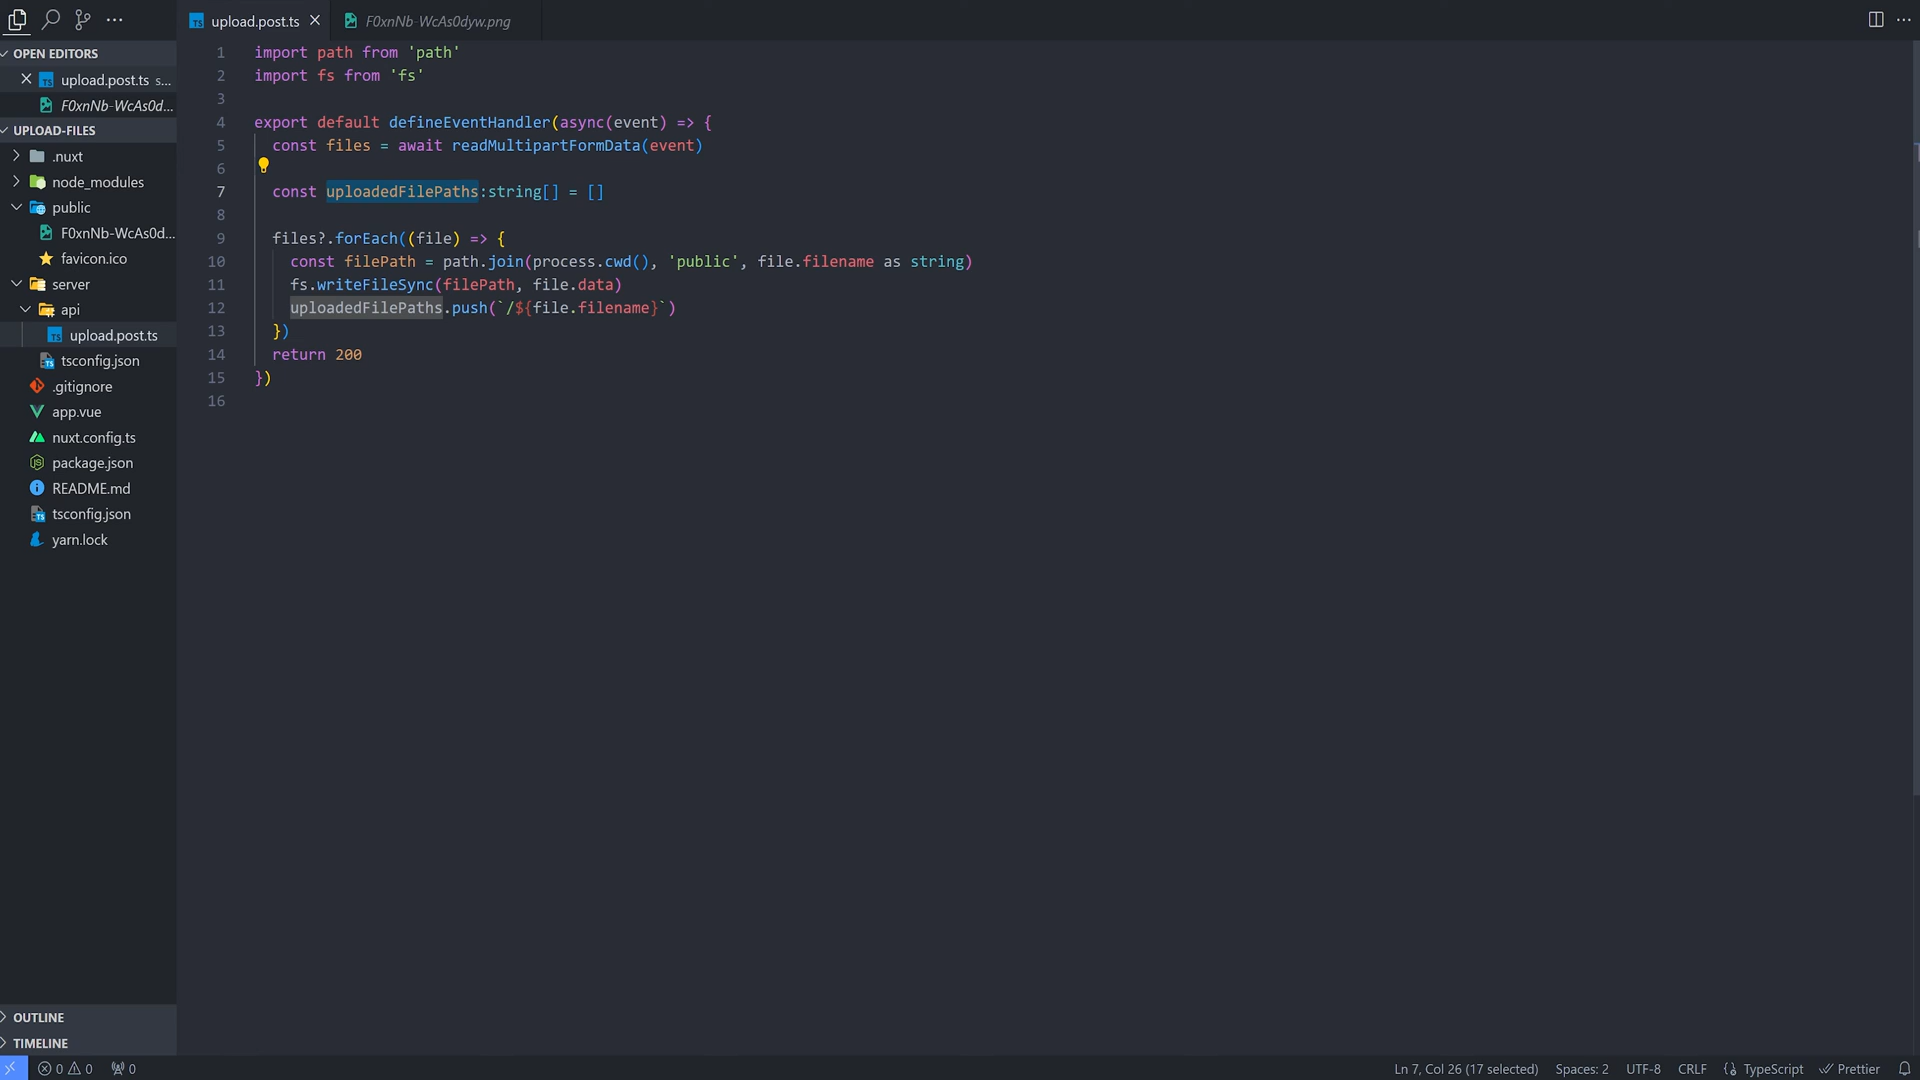 upload.post.ts
F0xnNb-WcAs0dyw.png
OPEN EDITORS
upload.post.ts s...
F0xnNb-WcAs0d...
UPLOAD-FILES
.nuxt
node_modules
public
F0xnNb-WcAs0d...
favicon.ico
server
api
upload.post.ts
tsconfig.json
.gitignore
app.vue
nuxt.config.ts
package.json
README.md
tsconfig.json
yarn.lock
OUTLINE
TIMELINE
1 import path from 'path'
2 import fs from 'fs'
3
4 export default defineEventHandler(async(event) => {
5 const files = await readMultipartFormData(event)
6
7 const uploadedFilePaths:string[] = []
8
9 files?.forEach((file) => {
10 const filePath = path.join(process.cwd(), 'public', file.filename as string)
11 fs.writeFileSync(filePath, file.data)
12 uploadedFilePaths.push(`/${file.filename}`)
13 })
14 return 200
15 })
16
0 0 0 Ln 7, Col 26 (17 selected) Spaces: 2 UTF-8 CRLF TypeScript Prettier